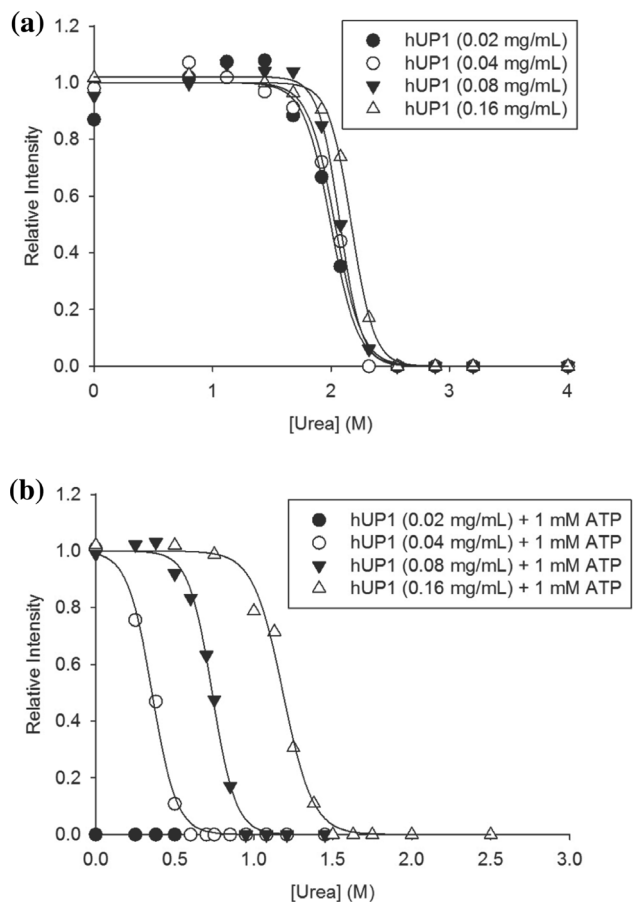 (a)
1.2
1.0
0.8
0.6
0.4
0.2
0.0
Relative Intensity
hUP1 (0.02 mg/mL)
hUP1 (0.04 mg/mL)
hUP1 (0.08 mg/mL)
hUP1 (0.16 mg/mL)
0 1 2 3 4
[Urea] (M)
(b)
1.2
1.0
0.8
0.6
0.4
0.2
0.0
Relative Intensity
hUP1 (0.02 mg/mL) + 1 mM ATP
hUP1 (0.04 mg/mL) + 1 mM ATP
hUP1 (0.08 mg/mL) + 1 mM ATP
hUP1 (0.16 mg/mL) + 1 mM ATP
0.0 0.5 1.0 1.5 2.0 2.5 3.0
[Urea] (M)